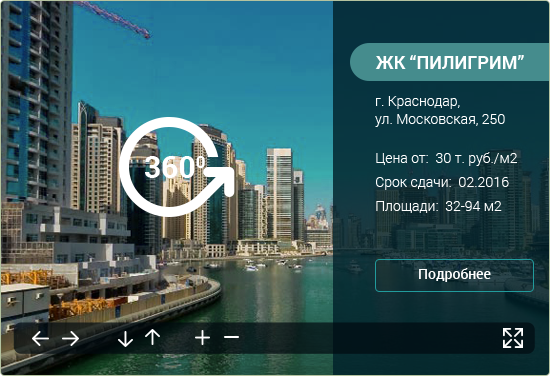 ЖК “ПИЛИГРИМ”
г. Краснодар,
ул. Московская, 250
360⁰
Цена от: 30 т. руб./м2
Срок сдачи: 02.2016
Площади: 32-94 м2
Подробнее